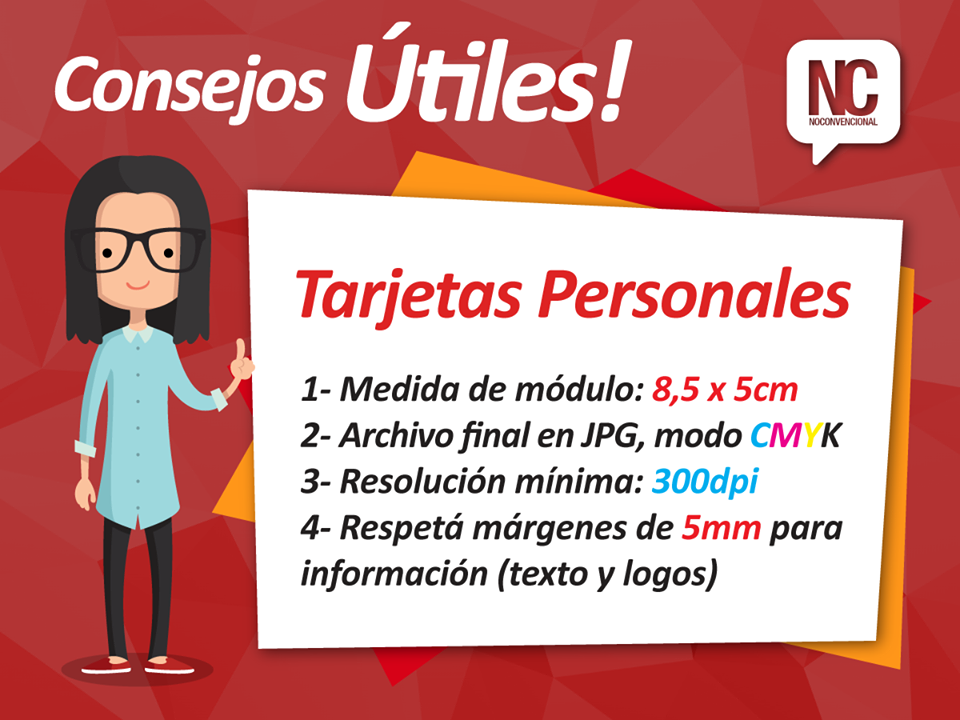 Consejos Útiles!
NC
NOCONVENCIONAL
Tarjetas Personales
1- Medida de módulo: 8,5 x 5cm
2- Archivo final en JPG, modo CMYK
3- Resolución mínima: 300dpi
4- Respetá márgenes de 5mm para
información (texto y logos)